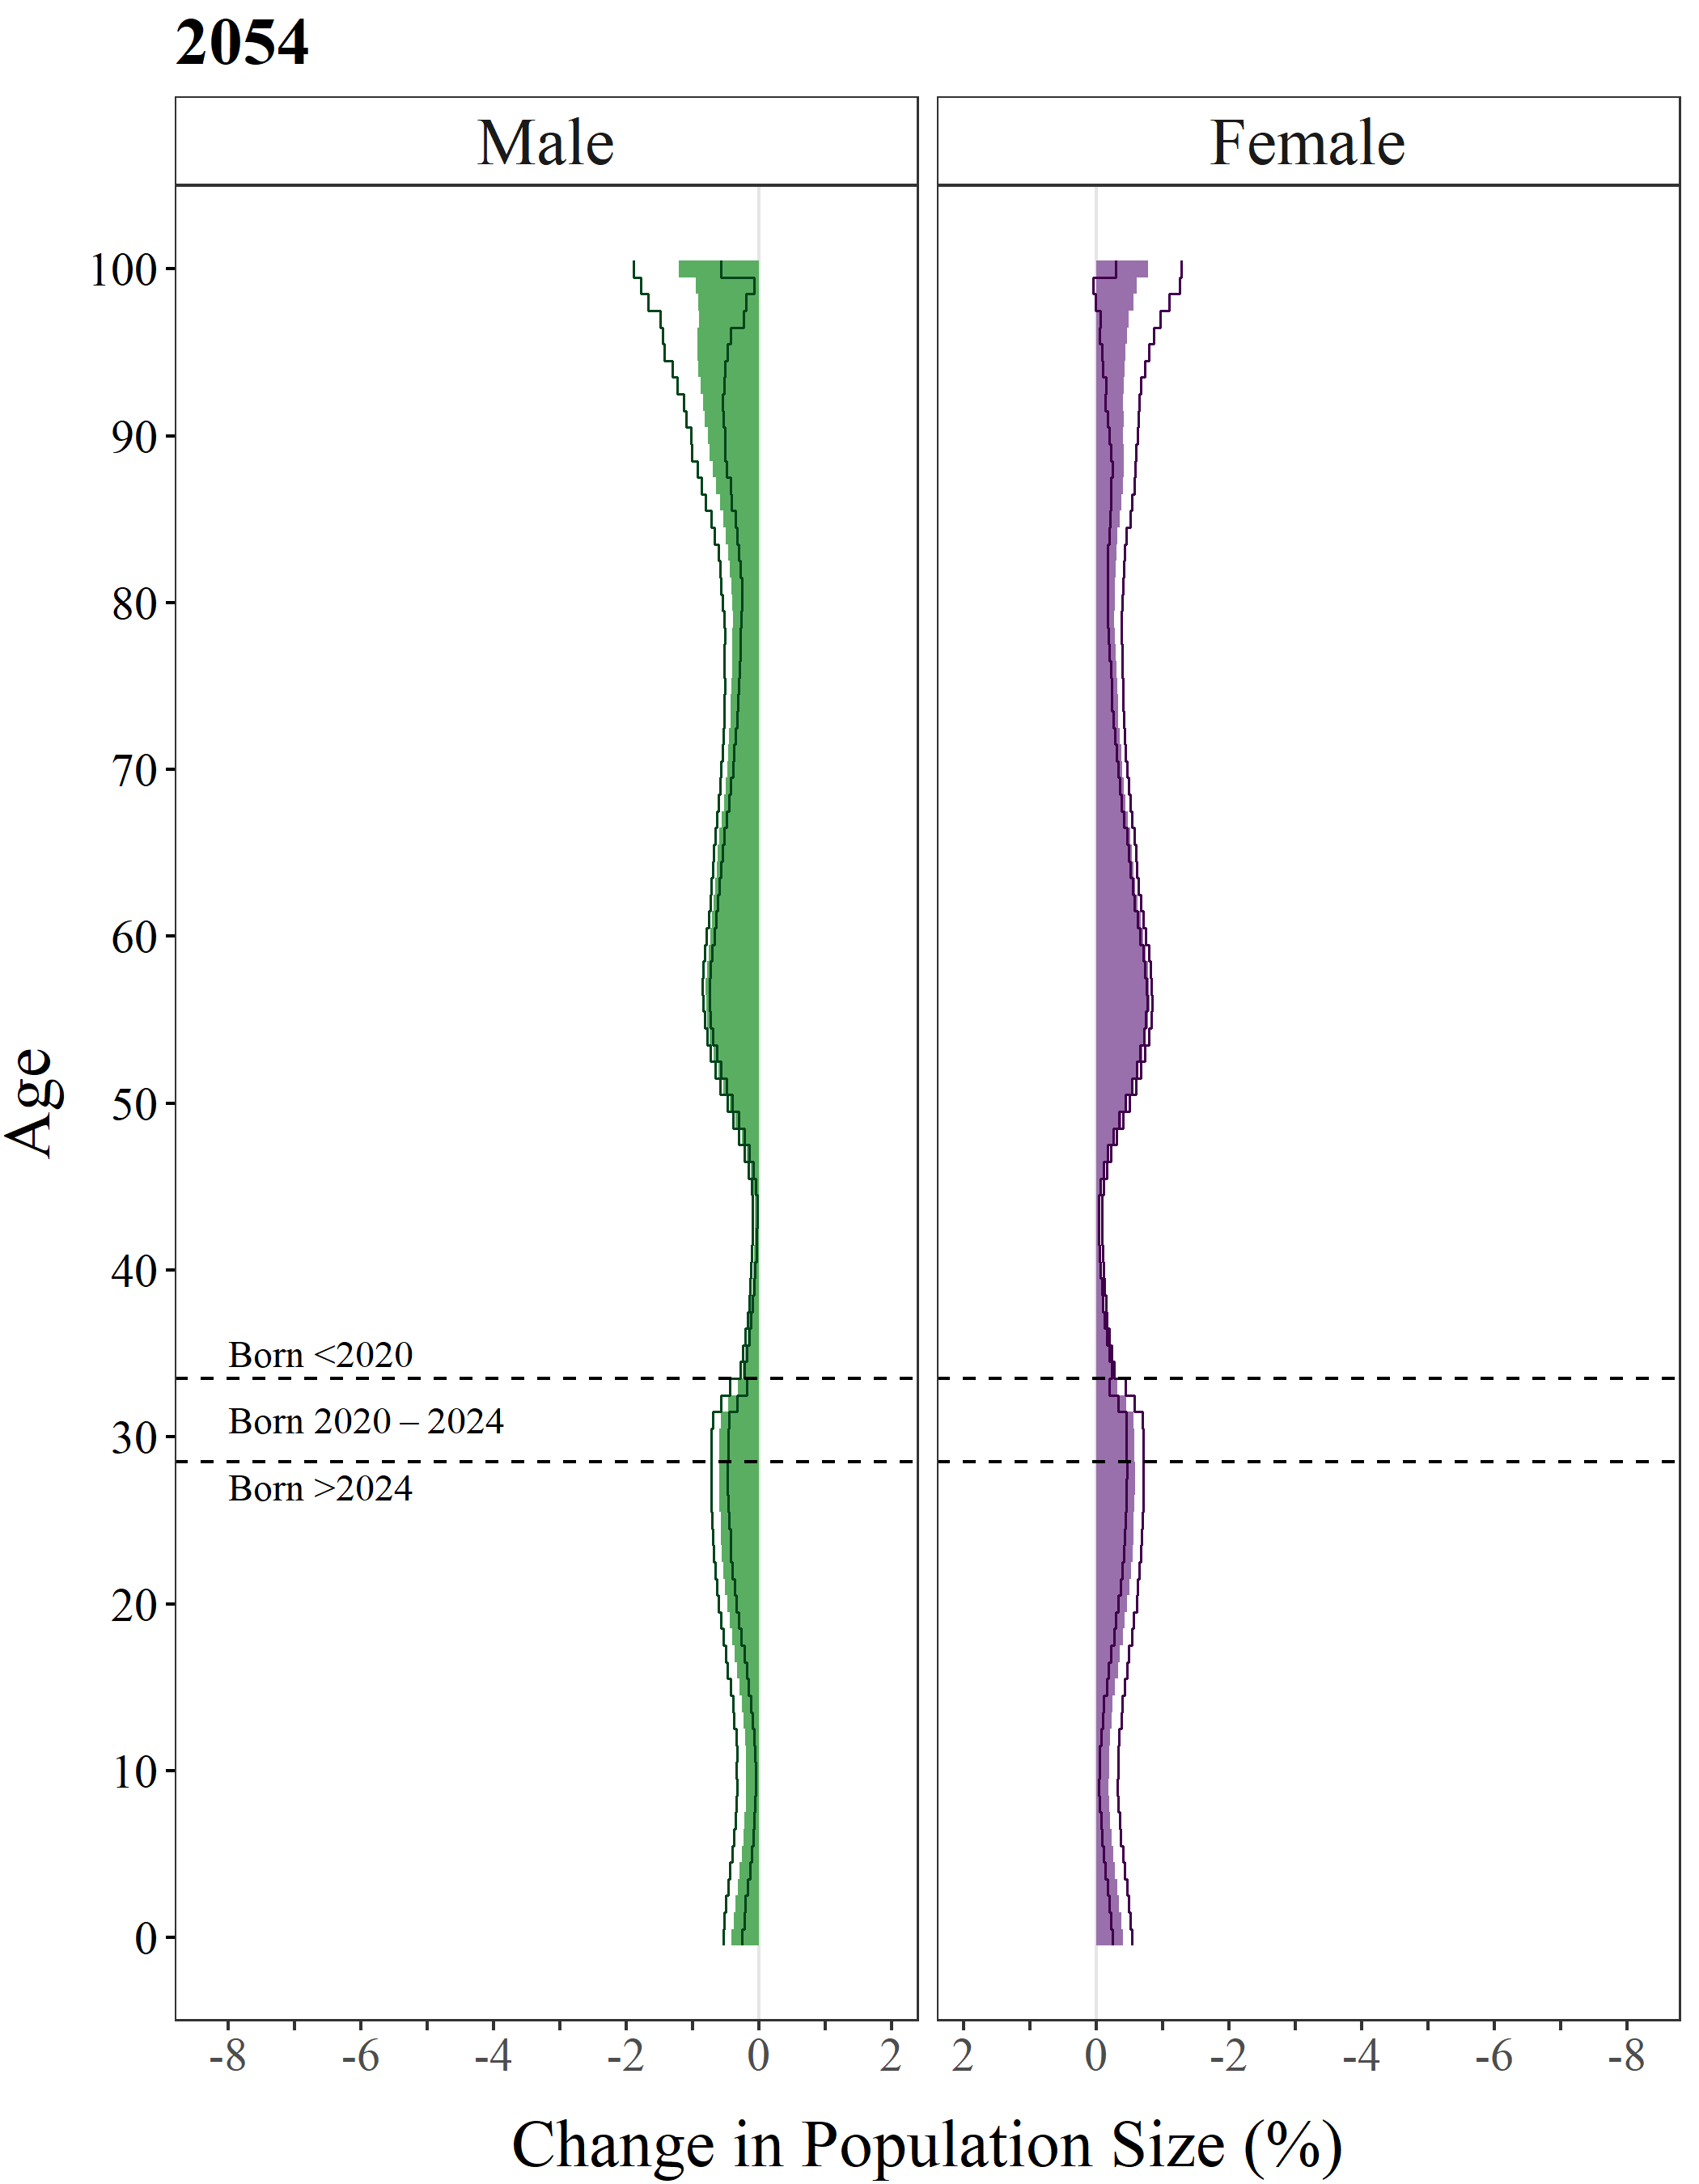 2054
Male
Female
100
90
80
70
60
50
40
30
20
10
0
Age
Born <2020
Born 2020 – 2024
Born >2024
-8 -6 -4 -2 0 2
2 0 -2 -4 -6 -8
Change in Population Size (%)